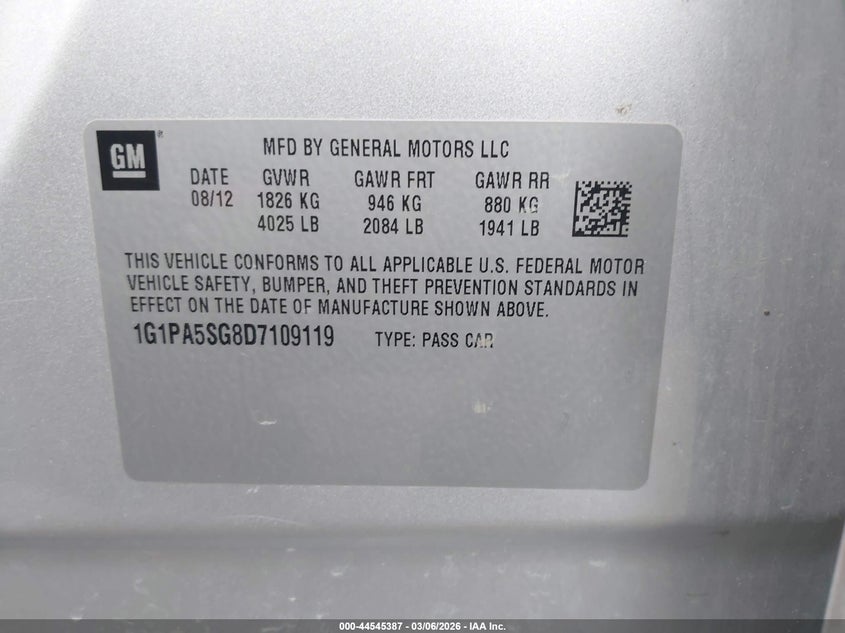 GM
MFD BY GENERAL MOTORS LLC
DATE GVWR GAWR FRT GAWR RR
08/12 1826 KG 946 KG 880 KG
4025 LB 2084 LB 1941 LB
THIS VEHICLE CONFORMS TO ALL APPLICABLE U.S. FEDERAL MOTOR
VEHICLE SAFETY, BUMPER, AND THEFT PREVENTION STANDARDS IN
EFFECT ON THE DATE OF MANUFACTURE SHOWN ABOVE.
1G1PA5SG8D7109119 TYPE: PASS CAR
000-44545387 - 03/06/2026 - IAA Inc.